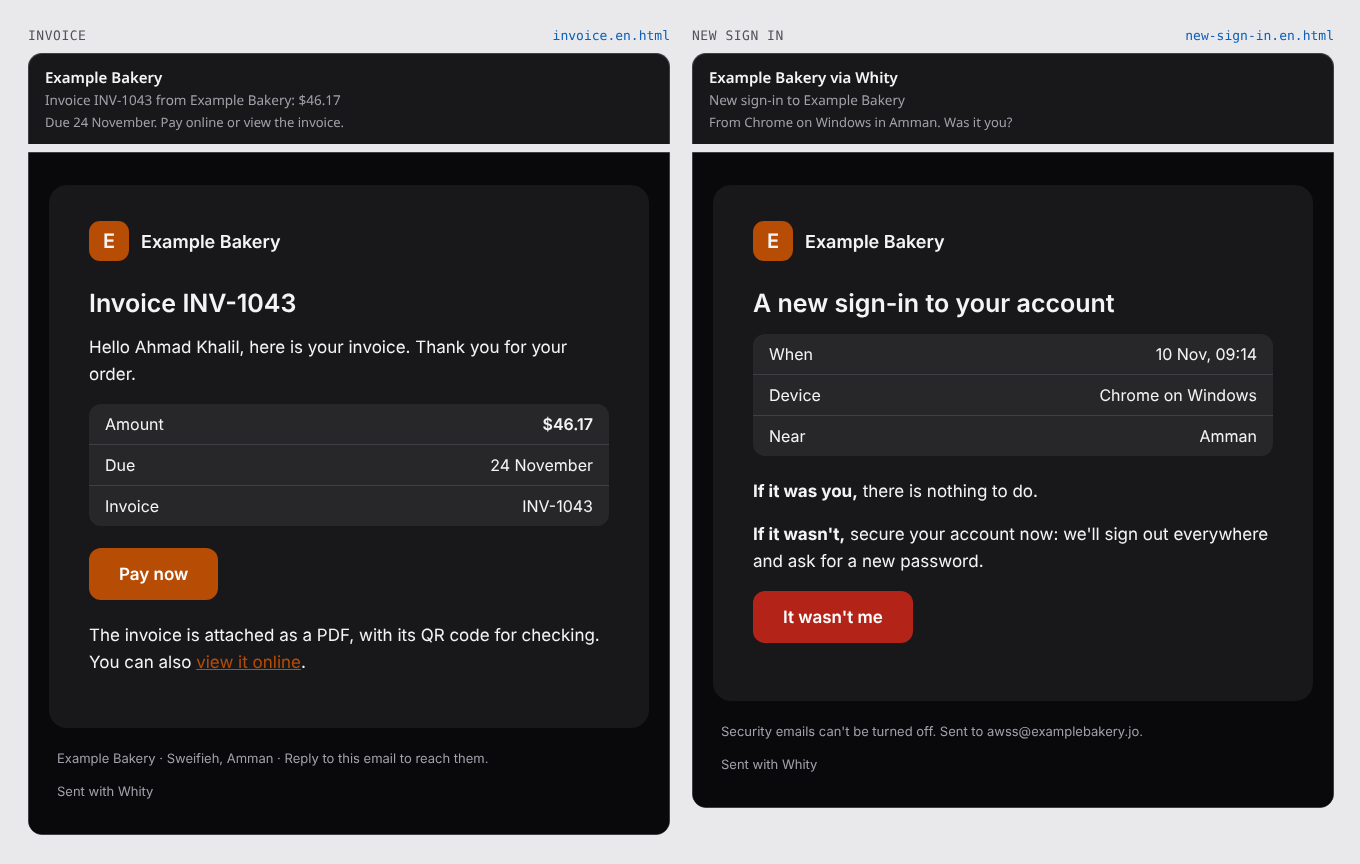 INVOICE
invoice.en.html
Example Bakery
Invoice INV-1043 from Example Bakery: $46.17
Due 24 November. Pay online or view the invoice.
E
Example Bakery
Invoice INV-1043
Hello Ahmad Khalil, here is your invoice. Thank you for your
order.
Amount $46.17
Due 24 November
Invoice INV-1043
Pay now
The invoice is attached as a PDF, with its QR code for checking.
You can also view it online.
Example Bakery · Sweifieh, Amman · Reply to this email to reach them.
Sent with Whity
NEW SIGN IN
new-sign-in.en.html
Example Bakery via Whity
New sign-in to Example Bakery
From Chrome on Windows in Amman. Was it you?
E
Example Bakery
A new sign-in to your account
When 10 Nov, 09:14
Device Chrome on Windows
Near Amman
If it was you, there is nothing to do.
If it wasn't, secure your account now: we'll sign out everywhere
and ask for a new password.
It wasn't me
Security emails can't be turned off. Sent to awss@examplebakery.jo.
Sent with Whity